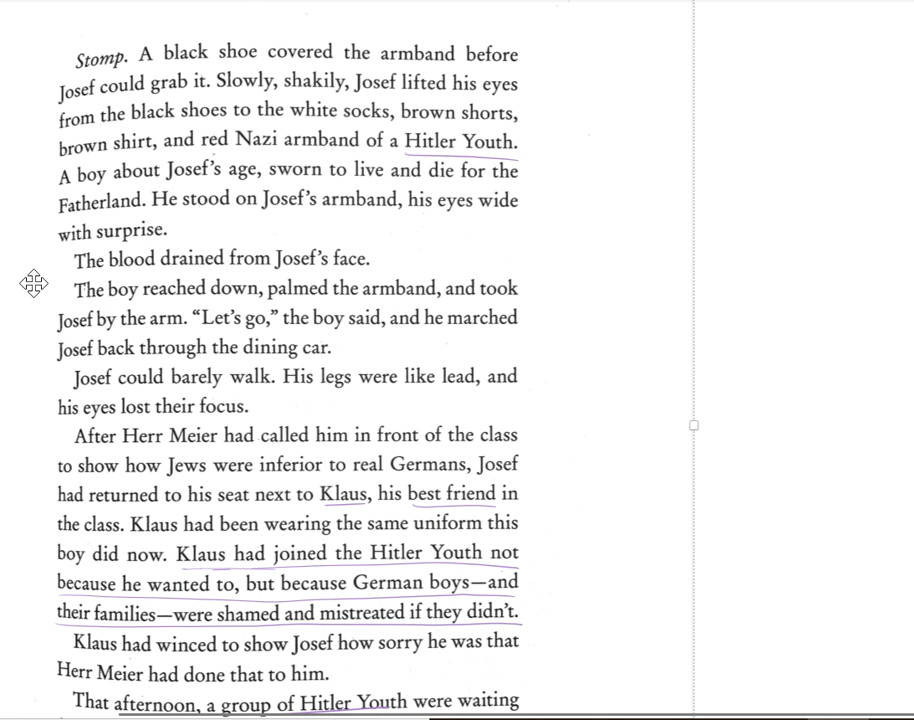 Stomp. A black shoe covered the armband before
Josef could grab it. Slowly, shakily, Josef lifted his eyes
from the black shoes to the white socks, brown shorts,
brown shirt, and red Nazi armband of a Hitler Youth.
A boy about Josef’s age, sworn to live and die for the
Fatherland. He stood on Josef’s armband, his eyes wide
with surprise.
The blood drained from Josef’s face.
The boy reached down, palmed the armband, and took
Josef by the arm. “Let’s go,” the boy said, and he marched
Josef back through the dining car.
Josef could barely walk. His legs were like lead, and
his eyes lost their focus.
After Herr Meier had called him in front of the class
to show how Jews were inferior to real Germans, Josef
had returned to his seat next to Klaus, his best friend in
the class. Klaus had been wearing the same uniform this
boy did now. Klaus had joined the Hitler Youth not
because he wanted to, but because German boys—and
their families—were shamed and mistreated if they didn’t.
Klaus had winced to show Josef how sorry he was that
Herr Meier had done that to him.
That afternoon, a group of Hitler Youth were waiting